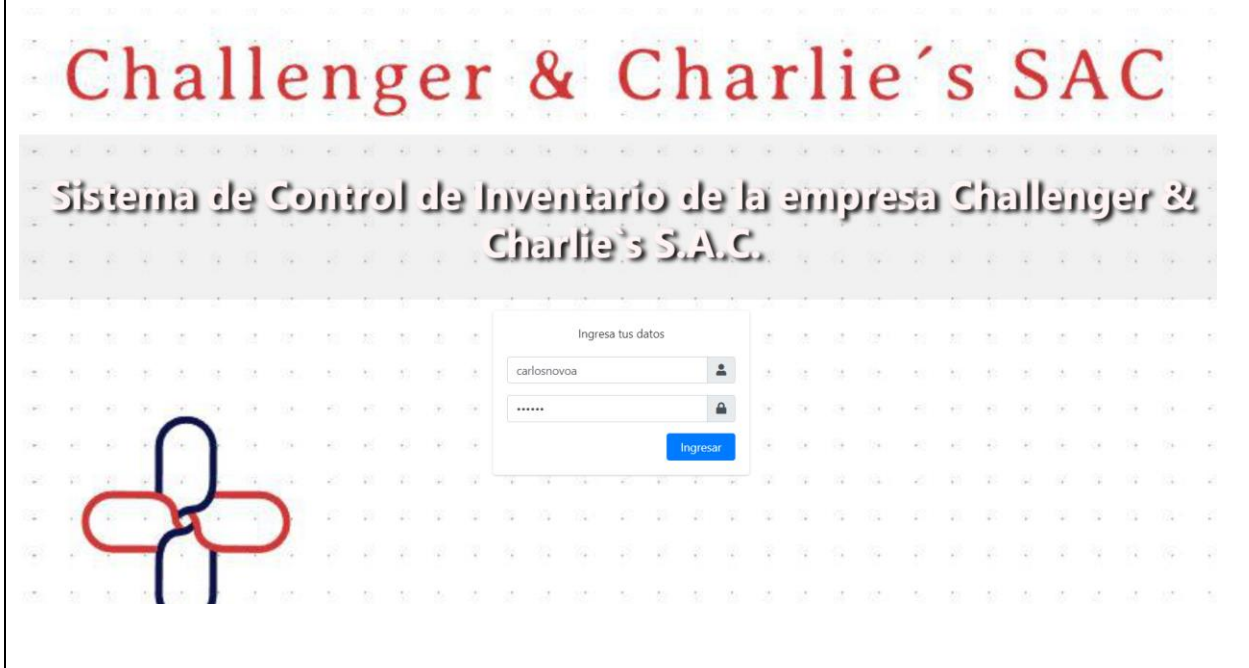 Challenger & Charlie´s SAC
Sistema de Control de Inventario de la empresa Challenger &
Charlie`s S.A.C.
Ingresa tus datos
carlosnovoa
••••••
Ingresar